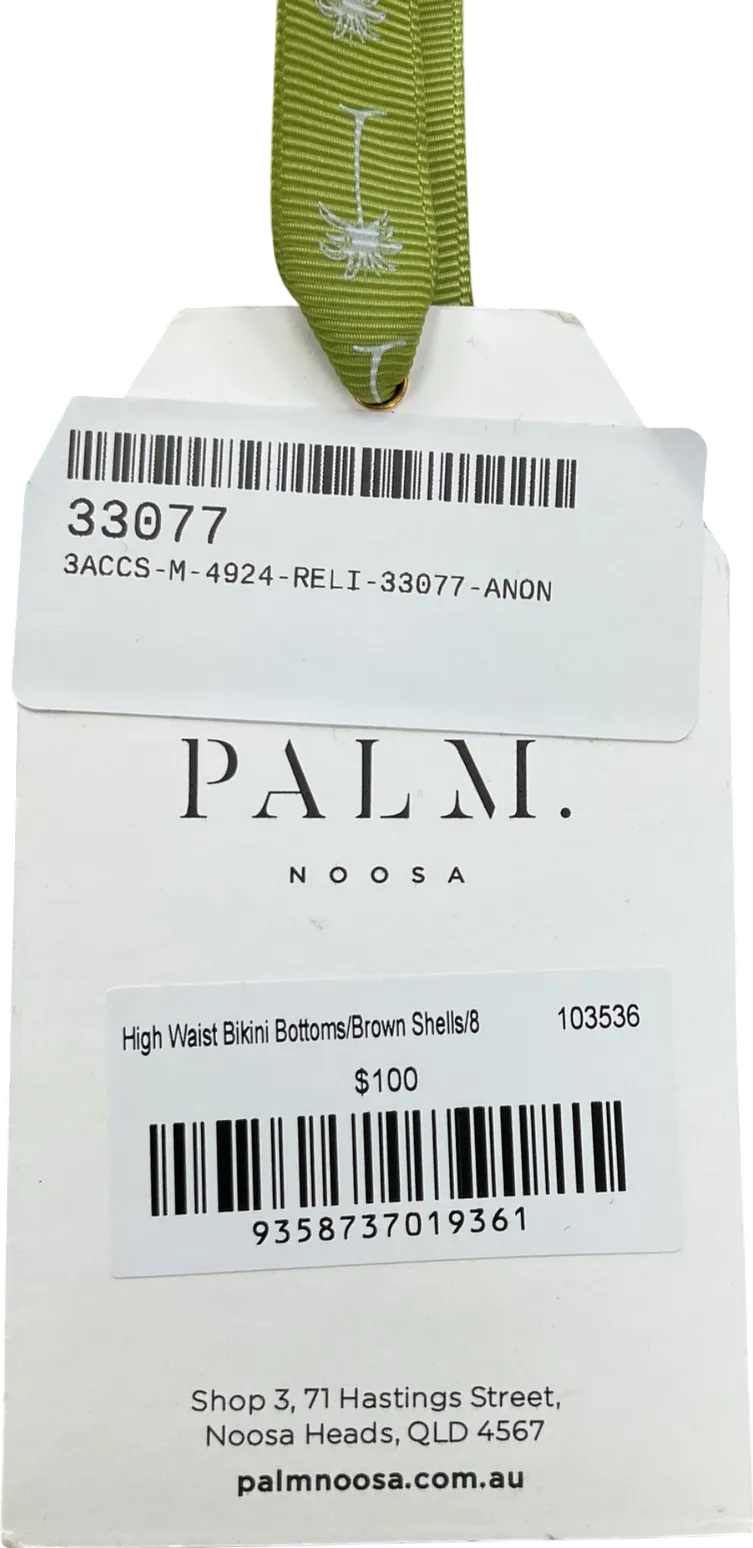 33077
3ACCS-M-4924-RELI-33077-ANON
PALM.
NOOSA
High Waist Bikini Bottoms/Brown Shells/8 103536
$100
9358737019361
Shop 3, 71 Hastings Street,
Noosa Heads, QLD 4567
palmnoosa.com.au